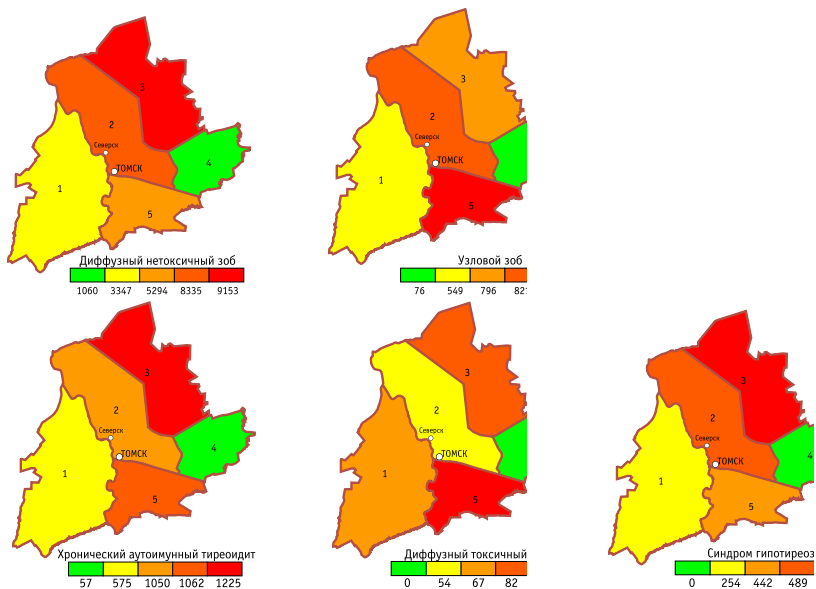 3
2
Северск
ТОМСК
4
1
5
Диффузный нетоксичный зоб
1060 3347 5294 8335 9153
3
2
Северск
ТОМСК
1
5
Узловой зоб
76 549 796
3
2
Северск
ТОМСК
4
1
5
Хронический аутоимунный тиреоидит
57 575 1050 1062 1225
3
2
Северск
ТОМСК
1
5
Диффузный токсичный
0 54 67 82
3
2
Северск
ТОМСК
4
1
5
Синдром гипотиреоз
0 254 442 489